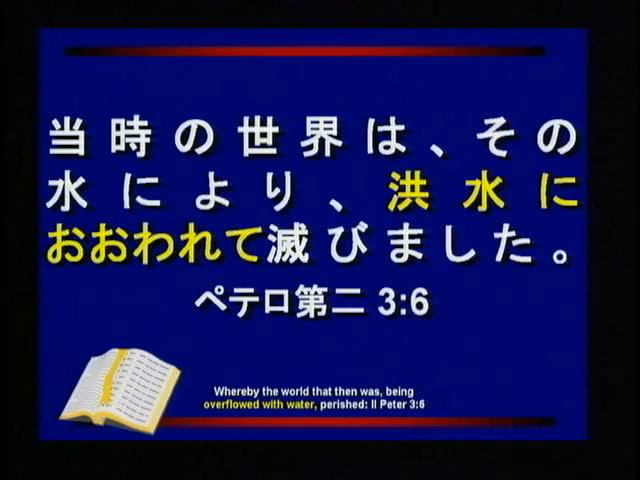 当時の世界は、その
水により、洪水に
おおわれて滅びました。
ペテロ第二 3:6
Whereby the world that then was, being
overflowed with water, perished: II Peter 3:6